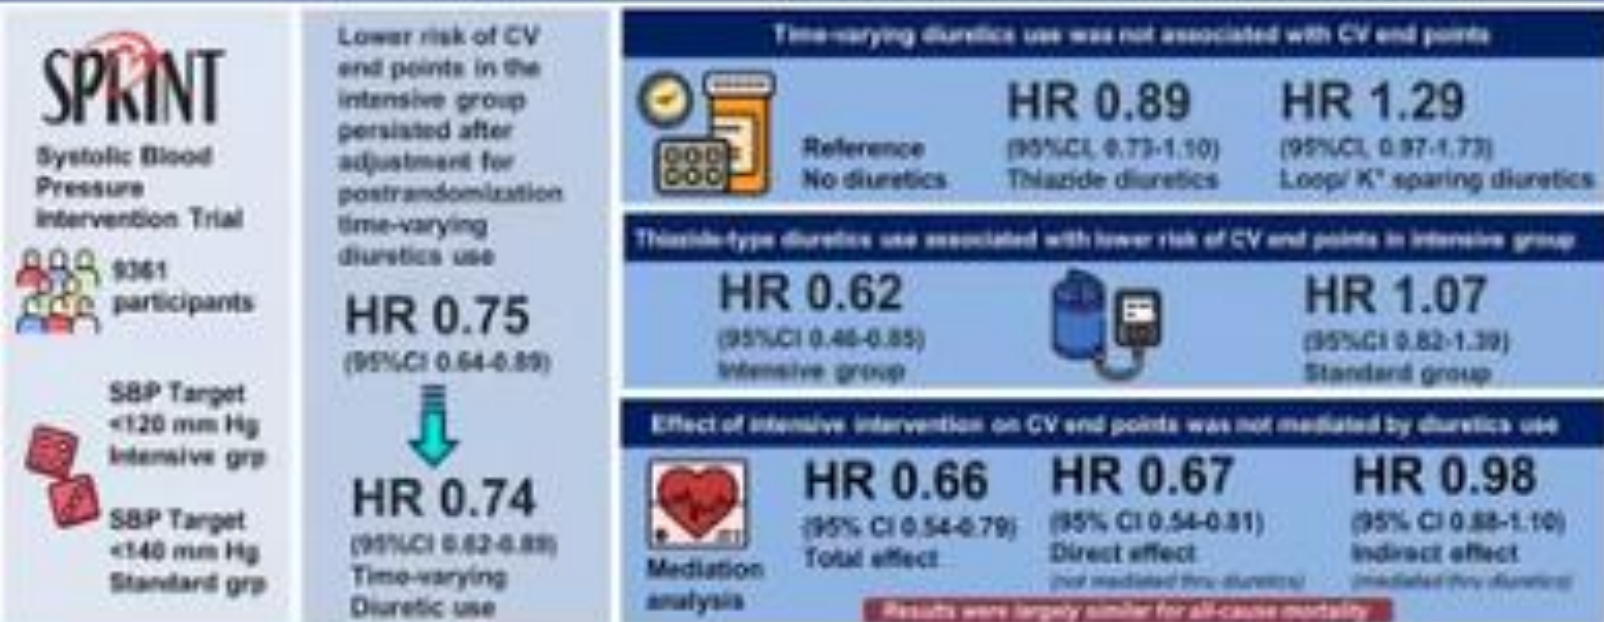 SPRINT
Systolic Blood
Pressure
Intervention Trial
9361
participants
SBP Target
<120 mm Hg
Intensive grp
SBP Target
<140 mm Hg
Standard grp
Lower risk of CV
end points in the
intensive group
persisted after
adjustment for
postrandomization
time-varying
diuretics use
HR 0.75
(95%CI 0.64-0.89)
HR 0.74
(95%CI 0.62-0.89)
Time-varying
Diuretic use
Time-varying diuretics use was not associated with CV end points
Reference
No diuretics
HR 0.89
(95%CI, 0.73-1.10)
Thiazide diuretics
HR 1.29
(95%CI, 0.97-1.73)
Loop/ K⁺ sparing diuretics
Thiazide-type diuretics use associated with lower risk of CV end points in intensive group
HR 0.62
(95%CI 0.46-0.85)
Intensive group
HR 1.07
(95%CI 0.82-1.39)
Standard group
Effect of intensive intervention on CV end points was not mediated by diuretics use
Mediation
analysis
HR 0.66
(95% CI 0.54-0.79)
Total effect
HR 0.67
(95% CI 0.54-0.81)
Direct effect
(not mediated thru diuretics)
HR 0.98
(95% CI 0.88-1.10)
Indirect effect
(mediated thru diuretics)
Results were largely similar for all-cause mortality